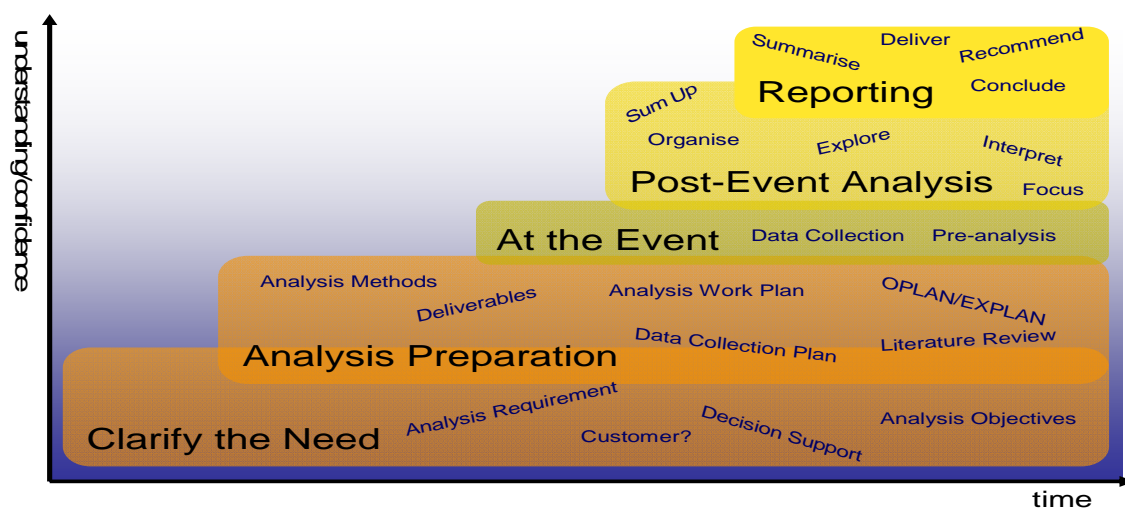 understanding/confidence
Summarise
Deliver
Recommend
Reporting
Conclude
Sum Up
Organise
Explore
Interpret
Post-Event Analysis
Focus
At the Event
Data Collection
Pre-analysis
Analysis Methods
Deliverables
Analysis Work Plan
OPLAN/EXPLAN
Analysis Preparation
Data Collection Plan
Literature Review
Clarify the Need
Analysis Requirement
Customer?
Decision Support
Analysis Objectives
time